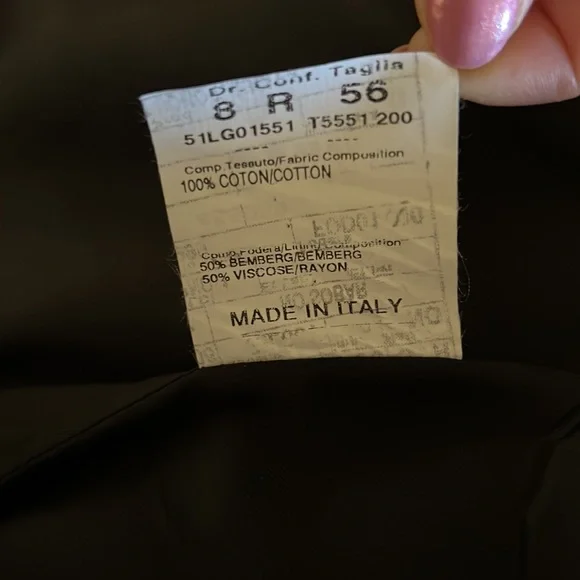 Dr. Conf. Taglia
8 R 56
51LG01551 T5551 200
Comp.Tessuto/Fabric Composition
100% COTON/COTTON
Comp.Fodera/Lining Composition
50% BEMBERG/BEMBERG
50% VISCOSE/RAYON
MADE IN ITALY